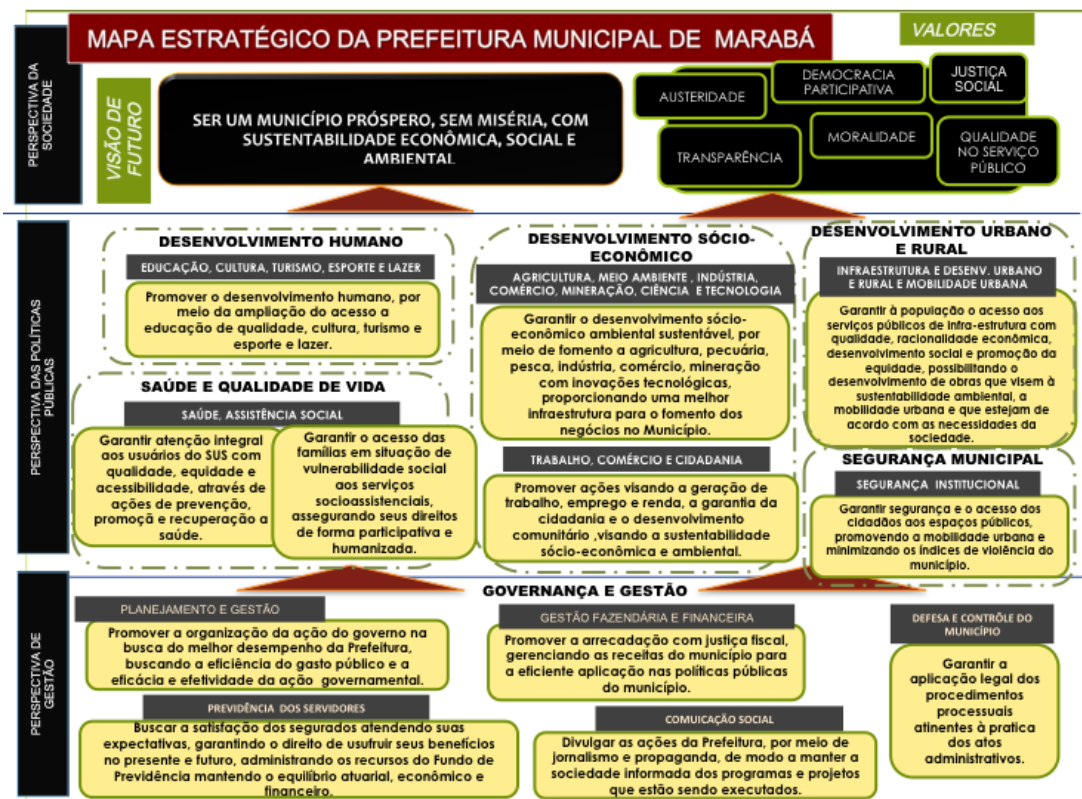 MAPA ESTRATÉGICO DA PREFEITURA MUNICIPAL DE MARABÁ
VALORES
PERSPECTIVA DA
SOCIEDADE
VISÃO DE
FUTURO
SER UM MUNICÍPIO PRÓSPERO, SEM MISÉRIA, COM
SUSTENTABILIDADE ECONÔMICA, SOCIAL E
AMBIENTAL
AUSTERIDADE
DEMOCRACIA
PARTICIPATIVA
JUSTIÇA
SOCIAL
TRANSPARÊNCIA
MORALIDADE
QUALIDADE
NO SERVIÇO
PÚBLICO
PERSPECTIVA DAS POLÍTICAS
PÚBLICAS
DESENVOLVIMENTO HUMANO
EDUCAÇÃO, CULTURA, TURISMO, ESPORTE E LAZER
Promover o desenvolvimento humano, por
meio da ampliação do acesso a
educação de qualidade, cultura, turismo e
esporte e lazer.
SAÚDE E QUALIDADE DE VIDA
SAÚDE, ASSISTÊNCIA SOCIAL
Garantir atenção integral
aos usuários do SUS com
qualidade, equidade e
acessibilidade, através de
ações de prevenção,
promoçã e recuperação a
saúde.
Garantir o acesso das
famílias em situação de
vulnerabilidade social
aos serviços
socioassistenciais,
assegurando seus direitos
de forma participativa e
humanizada.
DESENVOLVIMENTO SÓCIO-
ECONÔMICO
AGRICULTURA, MEIO AMBIENTE , INDÚSTRIA,
COMÉRCIO, MINERAÇÃO, CIÊNCIA E TECNOLOGIA
Garantir o desenvolvimento sócio-
econômico ambiental sustentável, por
meio de fomento a agricultura, pecuária,
pesca, indústria, comércio, mineração
com inovações tecnológicas,
proporcionando uma melhor
infraestrutura para o fomento dos
negócios no Município.
TRABALHO, COMÉRCIO E CIDADANIA
Promover ações visando a geração de
trabalho, emprego e renda, a garantia da
cidadania e o desenvolvimento
comunitário ,visando a sustentabilidade
sócio-econômica e ambiental.
DESENVOLVIMENTO URBANO
E RURAL
INFRAESTRUTURA E DESENV. URBANO
E RURAL E MOBILIDADE URBANA
Garantir à população o acesso aos
serviços públicos de infra-estrutura com
qualidade, racionalidade econômica,
desenvolvimento social e promoção da
equidade, possibilitando o
desenvolvimento de obras que visem à
sustentabilidade ambiental, a
mobilidade urbana e que estejam de
acordo com as necessidades da
sociedade.
SEGURANÇA MUNICIPAL
SEGURANÇA INSTITUCIONAL
Garantir segurança e o acesso dos
cidadãos aos espaços públicos,
promovendo a mobilidade urbana e
minimizando os índices de violência do
município.
PERSPECTIVA DE
GESTÃO
GOVERNANÇA E GESTÃO
PLANEJAMENTO E GESTÃO
Promover a organização da ação do governo na
busca do melhor desempenho da Prefeitura,
buscando a eficiência do gasto público e a
eficácia e efetividade da ação governamental.
PREVIDÊNCIA DOS SERVIDORES
Buscar a satisfação dos segurados atendendo suas
expectativas, garantindo o direito de usufruir seus benefícios
no presente e futuro, administrando os recursos do Fundo de
Previdência mantendo o equilíbrio atuarial, econômico e
financeiro.
GESTÃO FAZENDÁRIA E FINANCEIRA
Promover a arrecadação com justiça fiscal,
gerenciando as receitas do município para
a eficiente aplicação nas políticas públicas
do município.
COMUICAÇÃO SOCIAL
Divulgar as ações da Prefeitura, por meio de
jornalismo e propaganda, de modo a manter a
sociedade informada dos programas e projetos
que estão sendo executados.
DEFESA E CONTRÔLE DO
MUNICÍPIO
Garantir a
aplicação legal dos
procedimentos
processuais
atinentes à pratica
dos atos
administrativos.